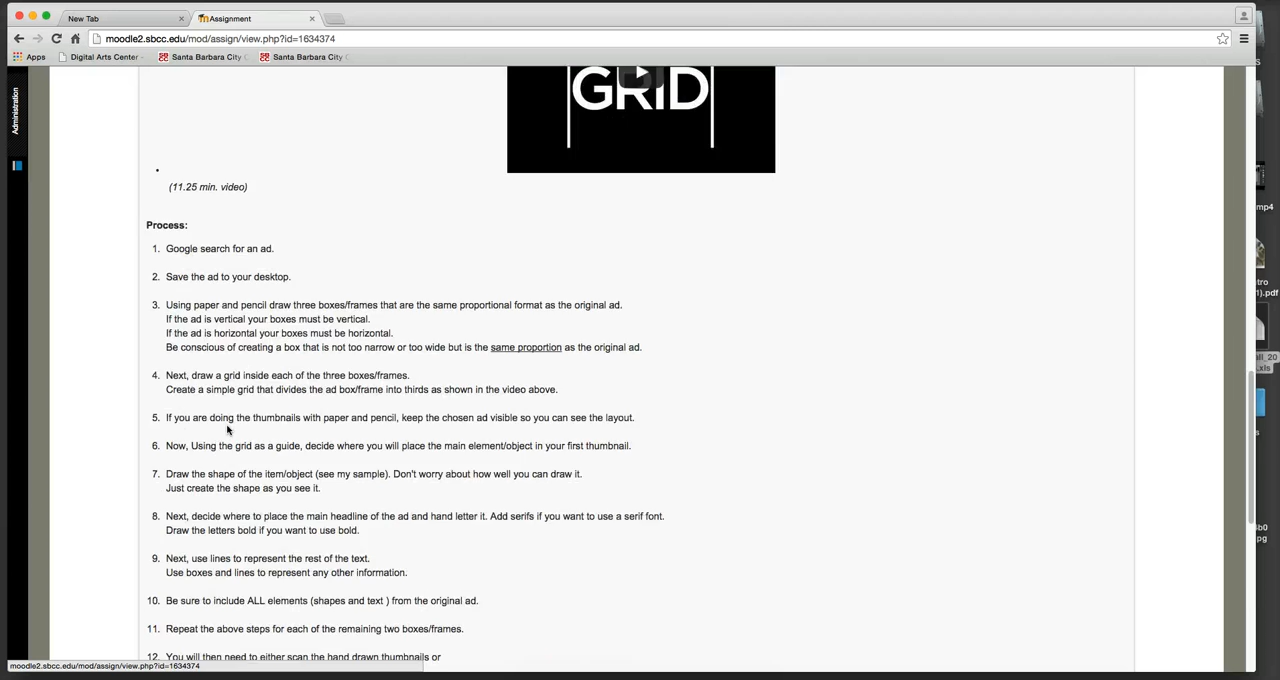 New Tab
Assignment
moodle2.sbcc.edu/mod/assign/view.php?id=1634374
Apps
Digital Arts Center -
Santa Barbara City
Santa Barbara City
Administration
GRID
(11.25 min. video)
Process:
1. Google search for an ad.
2. Save the ad to your desktop.
3. Using paper and pencil draw three boxes/frames that are the same proportional format as the original ad.
If the ad is vertical your boxes must be vertical.
If the ad is horizontal your boxes must be horizontal.
Be conscious of creating a box that is not too narrow or too wide but is the same proportion as the original ad.
4. Next, draw a grid inside each of the three boxes/frames.
Create a simple grid that divides the ad box/frame into thirds as shown in the video above.
5. If you are doing the thumbnails with paper and pencil, keep the chosen ad visible so you can see the layout.
6. Now, Using the grid as a guide, decide where you will place the main element/object in your first thumbnail.
7. Draw the shape of the item/object (see my sample). Don't worry about how well you can draw it.
Just create the shape as you see it.
8. Next, decide where to place the main headline of the ad and hand letter it. Add serifs if you want to use a serif font.
Draw the letters bold if you want to use bold.
9. Next, use lines to represent the rest of the text.
Use boxes and lines to represent any other information.
10. Be sure to include ALL elements (shapes and text ) from the original ad.
11. Repeat the above steps for each of the remaining two boxes/frames.
12. You will then need to either scan the hand drawn thumbnails or
moodle2.sbcc.edu/mod/assign/view.php?id=1634374
mp4
tro
1).pdf
all_20
.xls
4b0
pg